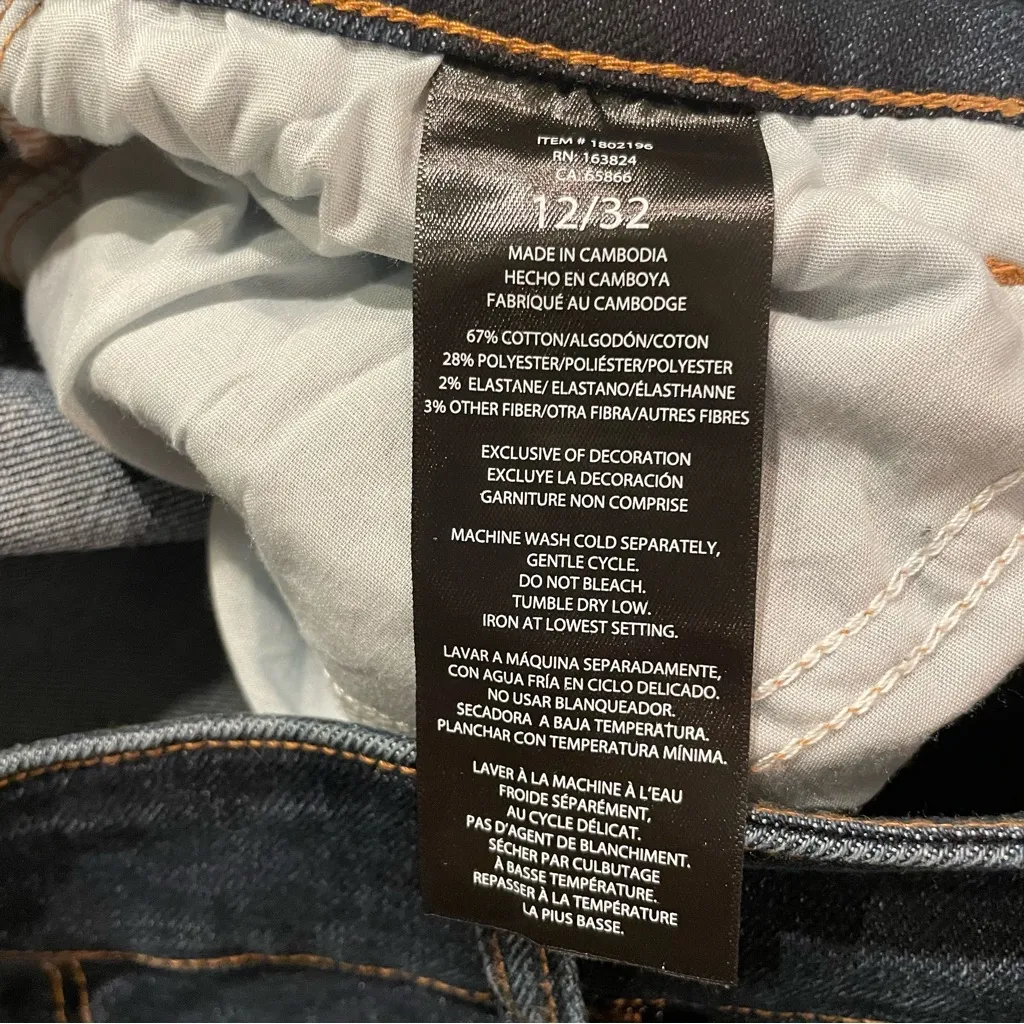 ITEM # 1802196
RN: 163824
CA: 65866
12/32
MADE IN CAMBODIA
HECHO EN CAMBOYA
FABRIQUÉ AU CAMBODGE
67% COTTON/ALGODÓN/COTON
28% POLYESTER/POLIÉSTER/POLYESTER
2% ELASTANE/ ELASTANO/ÉLASTHANNE
3% OTHER FIBER/OTRA FIBRA/AUTRES FIBRES
EXCLUSIVE OF DECORATION
EXCLUYE LA DECORACIÓN
GARNITURE NON COMPRISE
MACHINE WASH COLD SEPARATELY,
GENTLE CYCLE.
DO NOT BLEACH.
TUMBLE DRY LOW.
IRON AT LOWEST SETTING.
LAVAR A MÁQUINA SEPARADAMENTE,
CON AGUA FRÍA EN CICLO DELICADO.
NO USAR BLANQUEADOR.
SECADORA A BAJA TEMPERATURA.
PLANCHAR CON TEMPERATURA MÍNIMA.
LAVER À LA MACHINE À L'EAU
FROIDE SÉPARÉMENT,
AU CYCLE DÉLICAT.
PAS D'AGENT DE BLANCHIMENT.
SÉCHER PAR CULBUTAGE
À BASSE TEMPÉRATURE.
REPASSER À LA TEMPÉRATURE
LA PIUS BASSE.